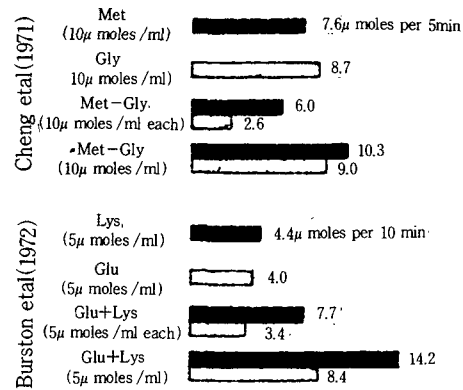 Cheng etal(1971)
Met
(10μ moles/ml)
7.6μ moles per 5min
Gly
10μ moles/ml)
8.7
Met-Gly.
(10μ moles/ml each)
6.0
2.6
Met-Gly
(10μ moles/ml)
10.3
9.0
Burston etal(1972)
Lys,
(5μ moles/ml)
4.4μ moles per 10 min
Glu
(5μ moles/ml)
4.0
Glu+Lys
(5μ moles/ml each)
7.7
3.4
Glu+Lys
(5μ moles/ml)
14.2
8.4